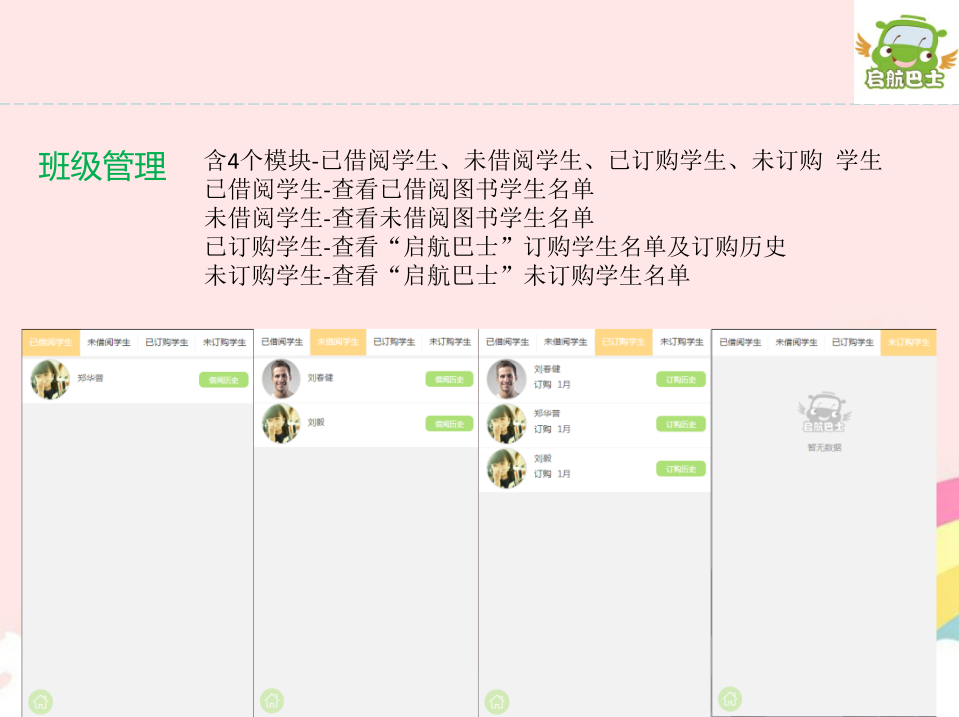 启航巴士
班级管理
含4个模块-已借阅学生、未借阅学生、已订购学生、未订购 学生
已借阅学生-查看已借阅图书学生名单
未借阅学生-查看未借阅图书学生名单
已订购学生-查看“启航巴士”订购学生名单及订购历史
未订购学生-查看“启航巴士”未订购学生名单
已借阅学生 未借阅学生 已订购学生 未订购学生
郑华普
借阅历史
已借阅学生 未借阅学生 已订购学生 未订购学生
刘春健
借阅历史
刘毅
借阅历史
已借阅学生 未借阅学生 已订购学生 未订购学生
刘春健
订购 1月
订购历史
郑华普
订购 1月
订购历史
刘毅
订购 1月
订购历史
已借阅学生 未借阅学生 已订购学生 未订购学生
启航巴士
暂无数据